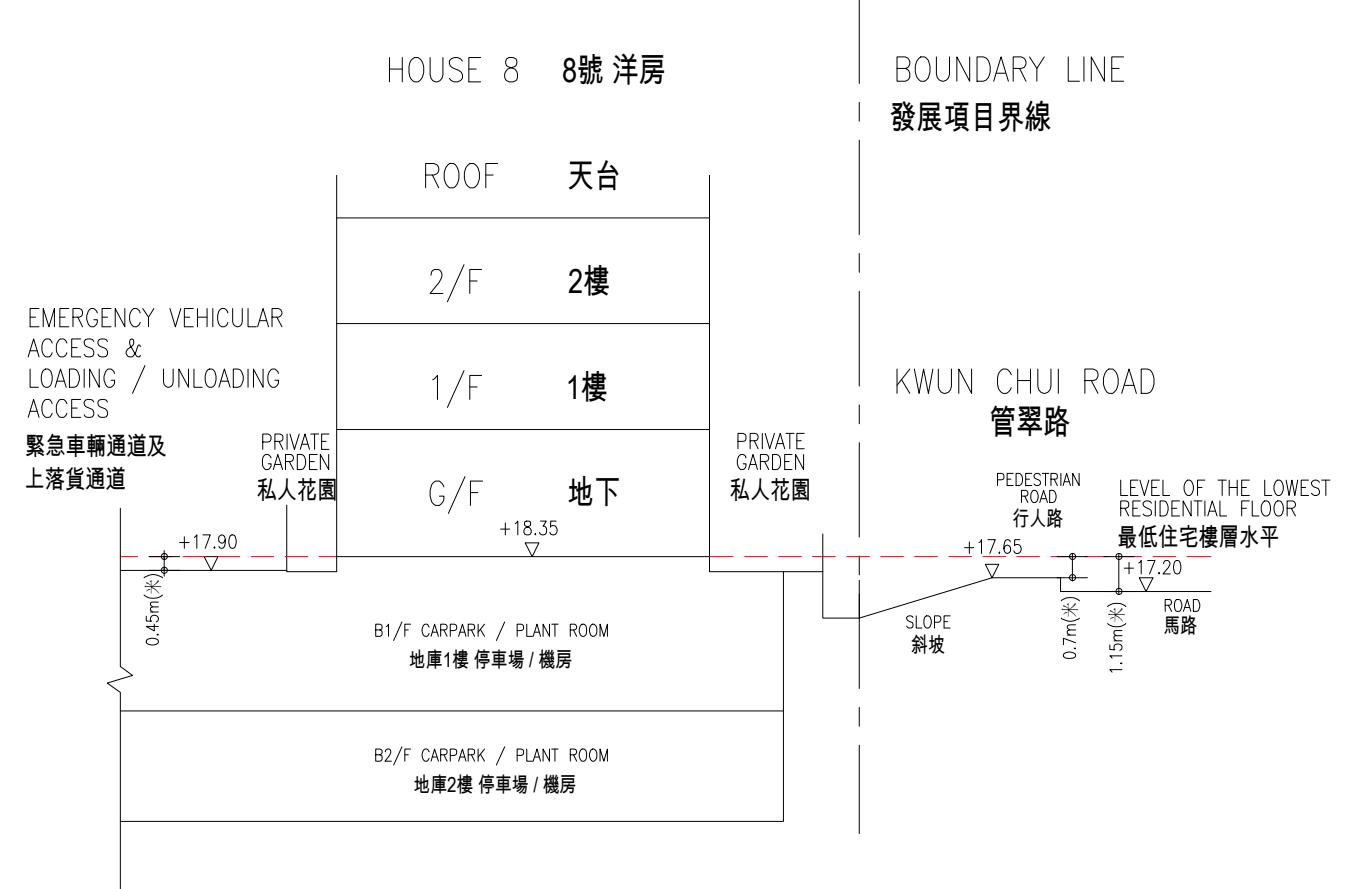 HOUSE 8 8號 洋房
BOUNDARY LINE
發展項目界線
ROOF 天台
2/F 2樓
EMERGENCY VEHICULAR
ACCESS &
LOADING / UNLOADING
ACCESS
緊急車輛通道及
上落貨通道
1/F 1樓
KWUN CHUI ROAD
管翠路
PRIVATE
GARDEN
私人花園
G/F 地下
PRIVATE
GARDEN
私人花園
PEDESTRIAN
ROAD
行人路
LEVEL OF THE LOWEST
RESIDENTIAL FLOOR
最低住宅樓層水平
+17.90
+18.35
+17.65
+17.20
0.45m(米)
SLOPE
斜坡
0.7m(米)
1.15m(米)
ROAD
馬路
B1/F CARPARK / PLANT ROOM
地庫1樓 停車場 / 機房
B2/F CARPARK / PLANT ROOM
地庫2樓 停車場 / 機房